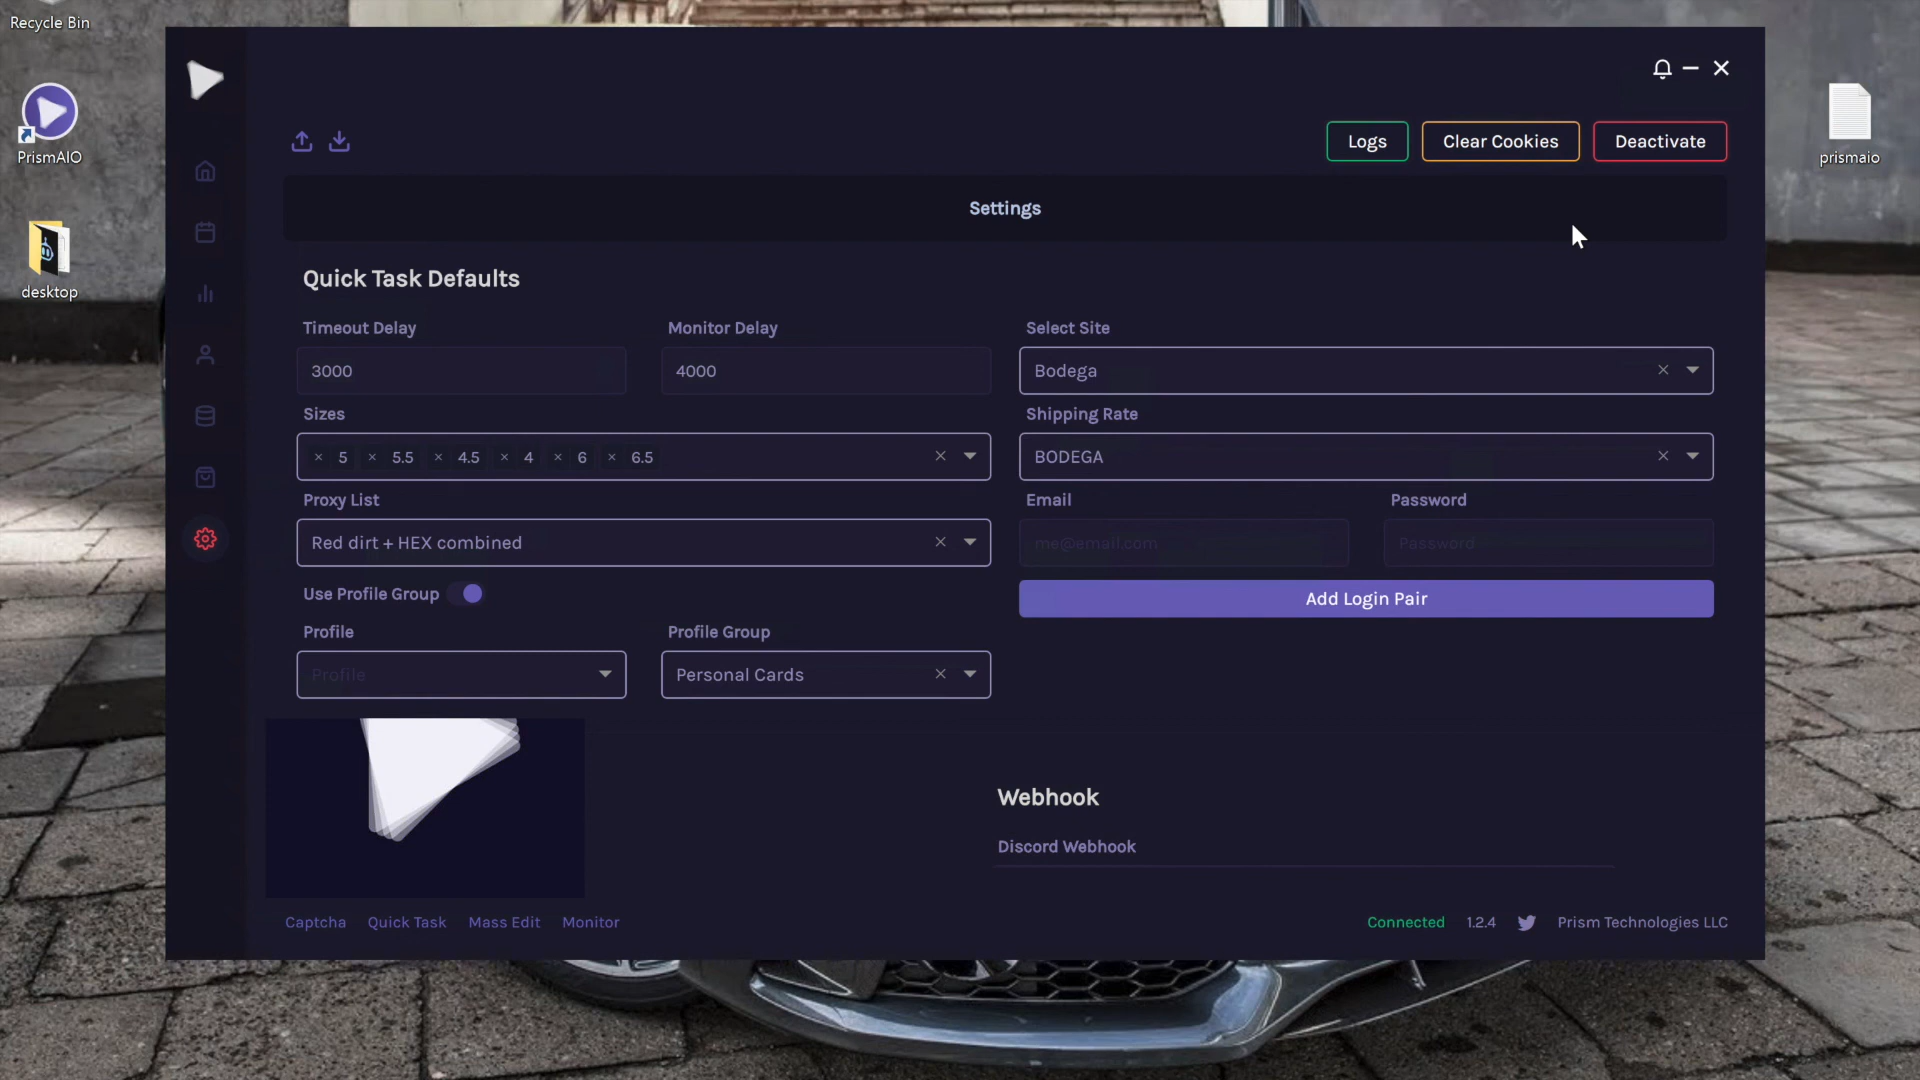 Recycle Bin
PrismAIO
desktop
prismaio
Logs
Clear Cookies
Deactivate
Settings
Quick Task Defaults
Timeout Delay
Monitor Delay
Select Site
3000
4000
Bodega
Sizes
Shipping Rate
× 5 × 5.5 × 4.5 × 4 × 6 × 6.5
BODEGA
Proxy List
Email
Password
Red dirt + HEX combined
me@email.com
Password
Use Profile Group
Add Login Pair
Profile
Profile Group
Profile
Personal Cards
Webhook
Discord Webhook
Captcha
Quick Task
Mass Edit
Monitor
Connected
1.2.4
Prism Technologies LLC